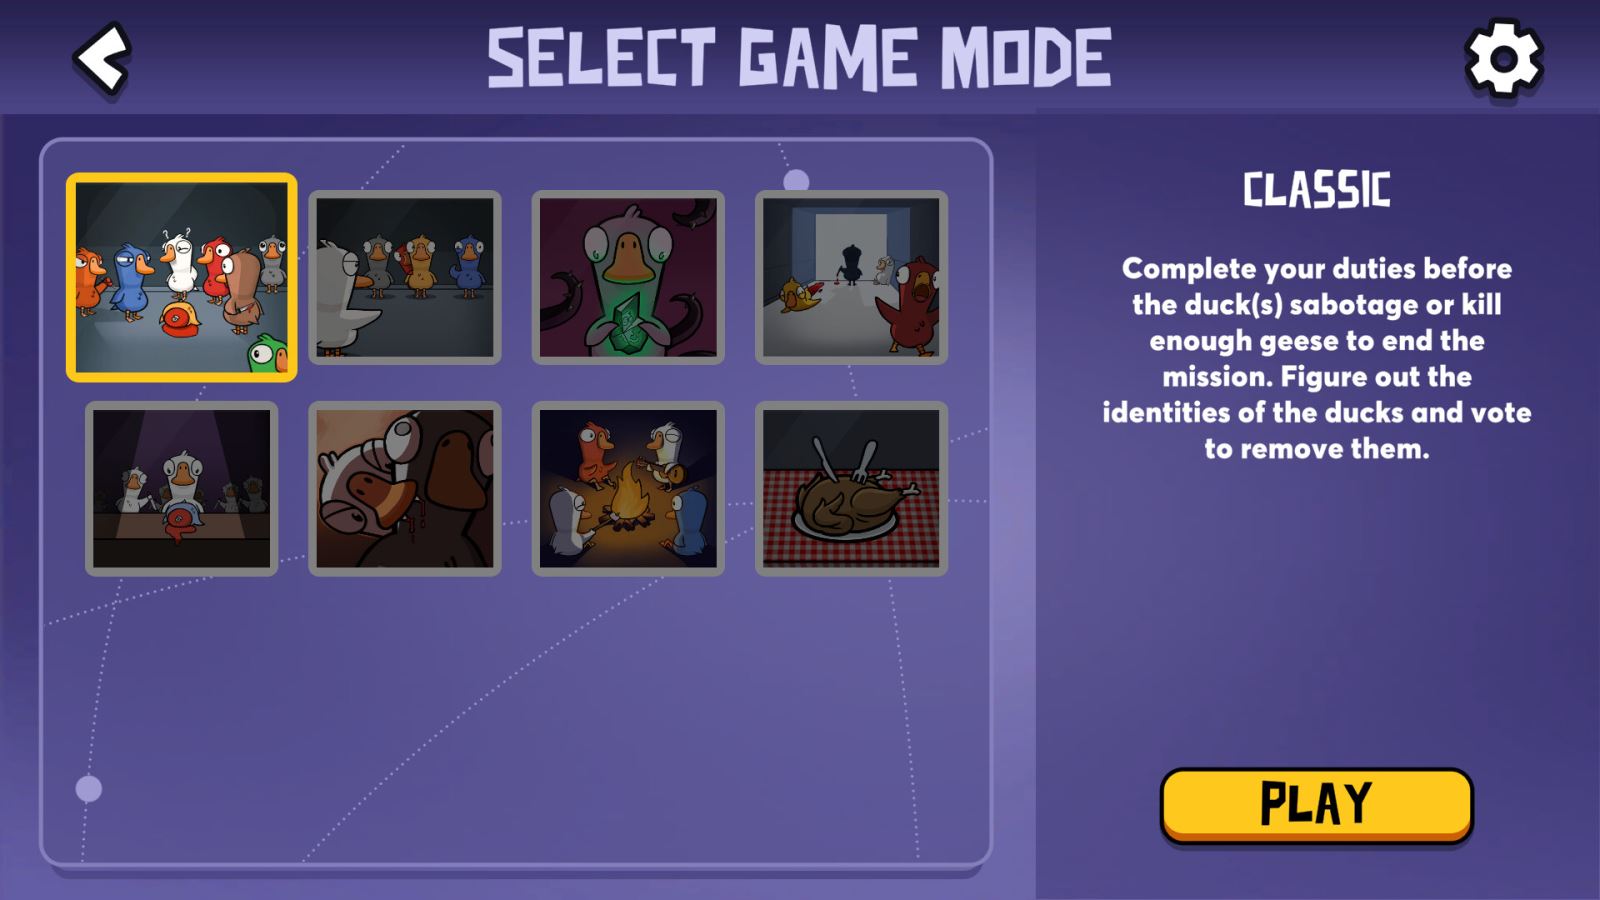 SELECT GAME MODE
CLASSIC
Complete your duties before
the duck(s) sabotage or kill
enough geese to end the
mission. Figure out the
identities of the ducks and vote
to remove them.
PLAY